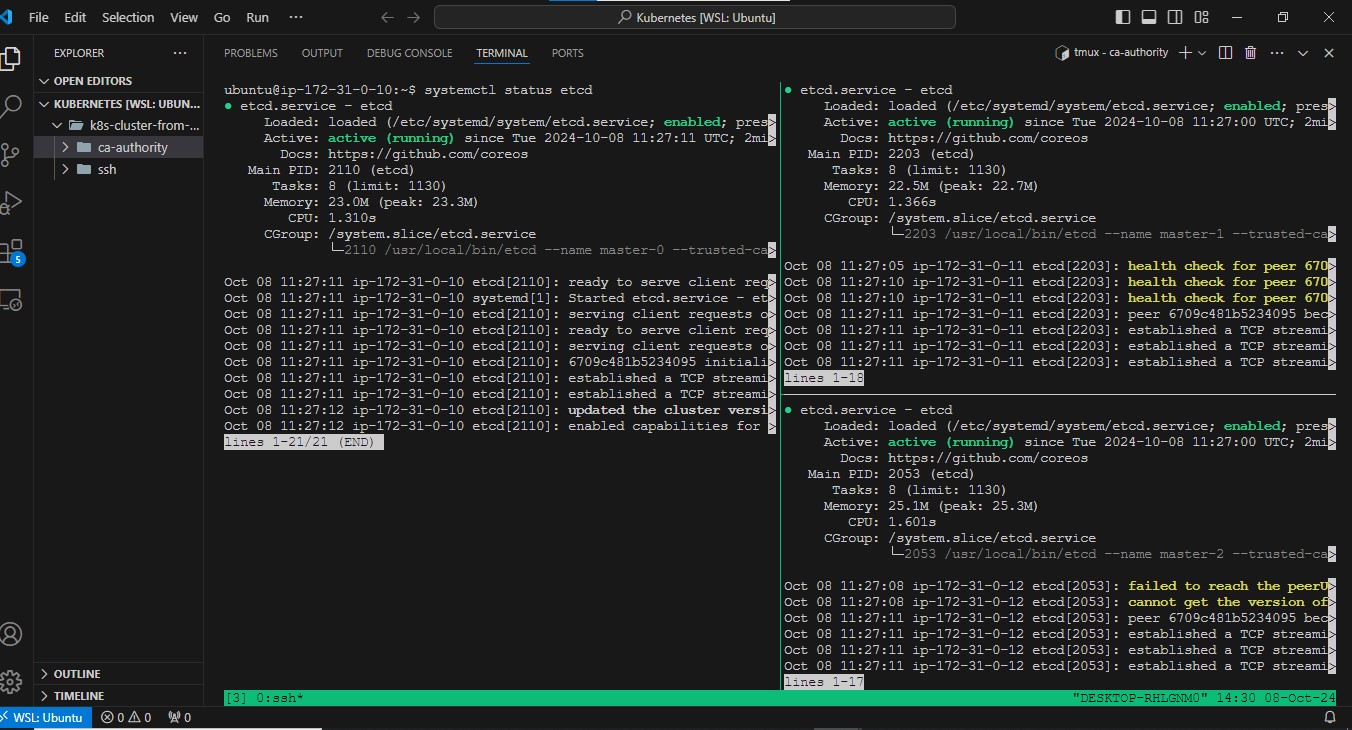 File Edit Selection View Go Run ··· Kubernetes [WSL: Ubuntu]
EXPLORER ···
OPEN EDITORS
KUBERNETES [WSL: UBUN...
k8s-cluster-from-...
ca-authority
ssh
OUTLINE
TIMELINE
5
PROBLEMS OUTPUT DEBUG CONSOLE TERMINAL PORTS
tmux - ca-authority
ubuntu@ip-172-31-0-10:~$ systemctl status etcd
● etcd.service - etcd
Loaded: loaded (/etc/systemd/system/etcd.service; enabled; pres>
Active: active (running) since Tue 2024-10-08 11:27:11 UTC; 2mi>
Docs: https://github.com/coreos
Main PID: 2110 (etcd)
Tasks: 8 (limit: 1130)
Memory: 23.0M (peak: 23.3M)
CPU: 1.310s
CGroup: /system.slice/etcd.service
└─2110 /usr/local/bin/etcd --name master-0 --trusted-ca>
Oct 08 11:27:11 ip-172-31-0-10 etcd[2110]: ready to serve client req>
Oct 08 11:27:11 ip-172-31-0-10 systemd[1]: Started etcd.service - et>
Oct 08 11:27:11 ip-172-31-0-10 etcd[2110]: serving client requests o>
Oct 08 11:27:11 ip-172-31-0-10 etcd[2110]: ready to serve client req>
Oct 08 11:27:11 ip-172-31-0-10 etcd[2110]: serving client requests o>
Oct 08 11:27:11 ip-172-31-0-10 etcd[2110]: 6709c481b5234095 initiali>
Oct 08 11:27:11 ip-172-31-0-10 etcd[2110]: established a TCP streami>
Oct 08 11:27:11 ip-172-31-0-10 etcd[2110]: established a TCP streami>
Oct 08 11:27:12 ip-172-31-0-10 etcd[2110]: updated the cluster versi>
Oct 08 11:27:12 ip-172-31-0-10 etcd[2110]: enabled capabilities for >
lines 1-21/21 (END)
● etcd.service - etcd
Loaded: loaded (/etc/systemd/system/etcd.service; enabled; pres>
Active: active (running) since Tue 2024-10-08 11:27:00 UTC; 2mi>
Docs: https://github.com/coreos
Main PID: 2203 (etcd)
Tasks: 8 (limit: 1130)
Memory: 22.5M (peak: 22.7M)
CPU: 1.366s
CGroup: /system.slice/etcd.service
└─2203 /usr/local/bin/etcd --name master-1 --trusted-ca>
Oct 08 11:27:05 ip-172-31-0-11 etcd[2203]: health check for peer 670>
Oct 08 11:27:10 ip-172-31-0-11 etcd[2203]: health check for peer 670>
Oct 08 11:27:10 ip-172-31-0-11 etcd[2203]: health check for peer 670>
Oct 08 11:27:11 ip-172-31-0-11 etcd[2203]: peer 6709c481b5234095 bec>
Oct 08 11:27:11 ip-172-31-0-11 etcd[2203]: established a TCP streami>
Oct 08 11:27:11 ip-172-31-0-11 etcd[2203]: established a TCP streami>
Oct 08 11:27:11 ip-172-31-0-11 etcd[2203]: established a TCP streami>
lines 1-18
● etcd.service - etcd
Loaded: loaded (/etc/systemd/system/etcd.service; enabled; pres>
Active: active (running) since Tue 2024-10-08 11:27:00 UTC; 2mi>
Docs: https://github.com/coreos
Main PID: 2053 (etcd)
Tasks: 8 (limit: 1130)
Memory: 25.1M (peak: 25.3M)
CPU: 1.601s
CGroup: /system.slice/etcd.service
└─2053 /usr/local/bin/etcd --name master-2 --trusted-ca>
Oct 08 11:27:08 ip-172-31-0-12 etcd[2053]: failed to reach the peerU>
Oct 08 11:27:08 ip-172-31-0-12 etcd[2053]: cannot get the version of>
Oct 08 11:27:11 ip-172-31-0-12 etcd[2053]: peer 6709c481b5234095 bec>
Oct 08 11:27:11 ip-172-31-0-12 etcd[2053]: established a TCP streami>
Oct 08 11:27:11 ip-172-31-0-12 etcd[2053]: established a TCP streami>
Oct 08 11:27:11 ip-172-31-0-12 etcd[2053]: established a TCP streami>
lines 1-17
[3] 0:ssh* "DESKTOP-RHLGNM0" 14:30 08-Oct-24
WSL: Ubuntu 0 0 0